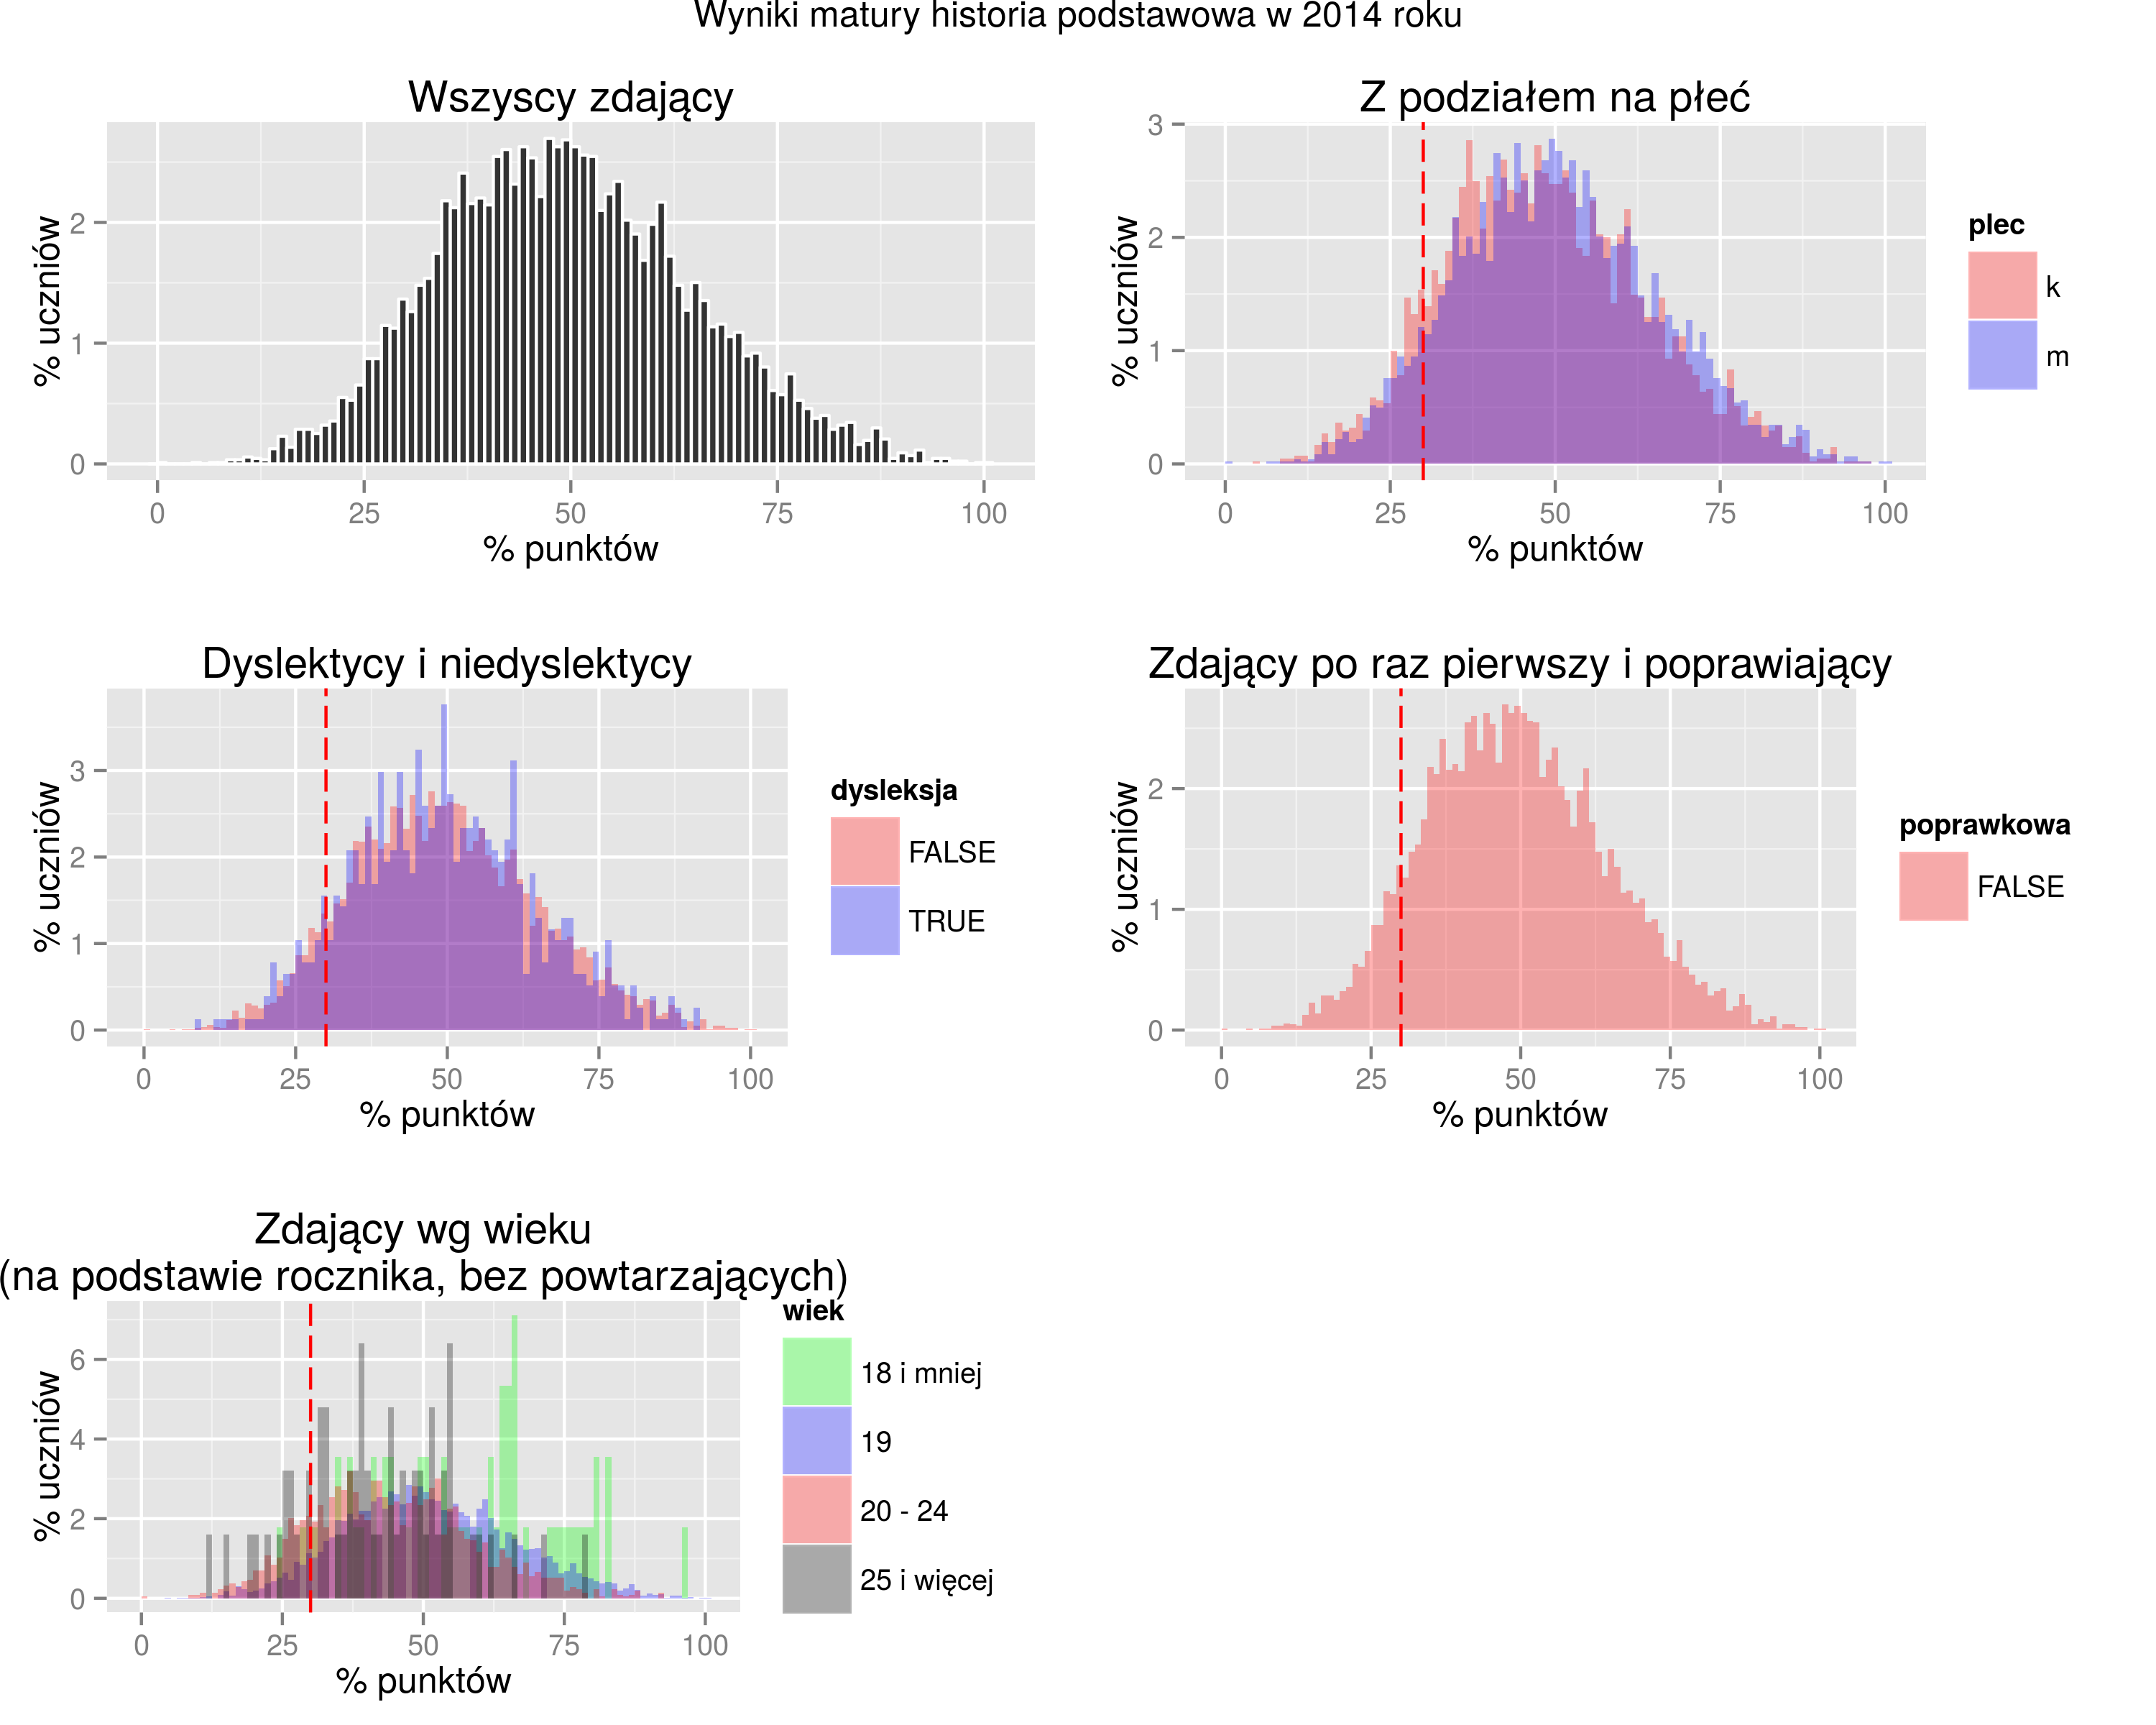 Wyniki matury historia podstawowa w 2014 roku
Wszyscy zdający
% uczniów
2
1
0
0 25 50 75 100
% punktów
Z podziałem na płeć
% uczniów
3
2
1
0
0 25 50 75 100
% punktów
plec
k
m
Dyslektycy i niedyslektycy
% uczniów
3
2
1
0
0 25 50 75 100
% punktów
dysleksja
FALSE
TRUE
Zdający po raz pierwszy i poprawiający
% uczniów
2
1
0
0 25 50 75 100
% punktów
poprawkowa
FALSE
Zdający wg wieku
(na podstawie rocznika, bez powtarzających)
% uczniów
6
4
2
0
0 25 50 75 100
% punktów
wiek
18 i mniej
19
20 - 24
25 i więcej